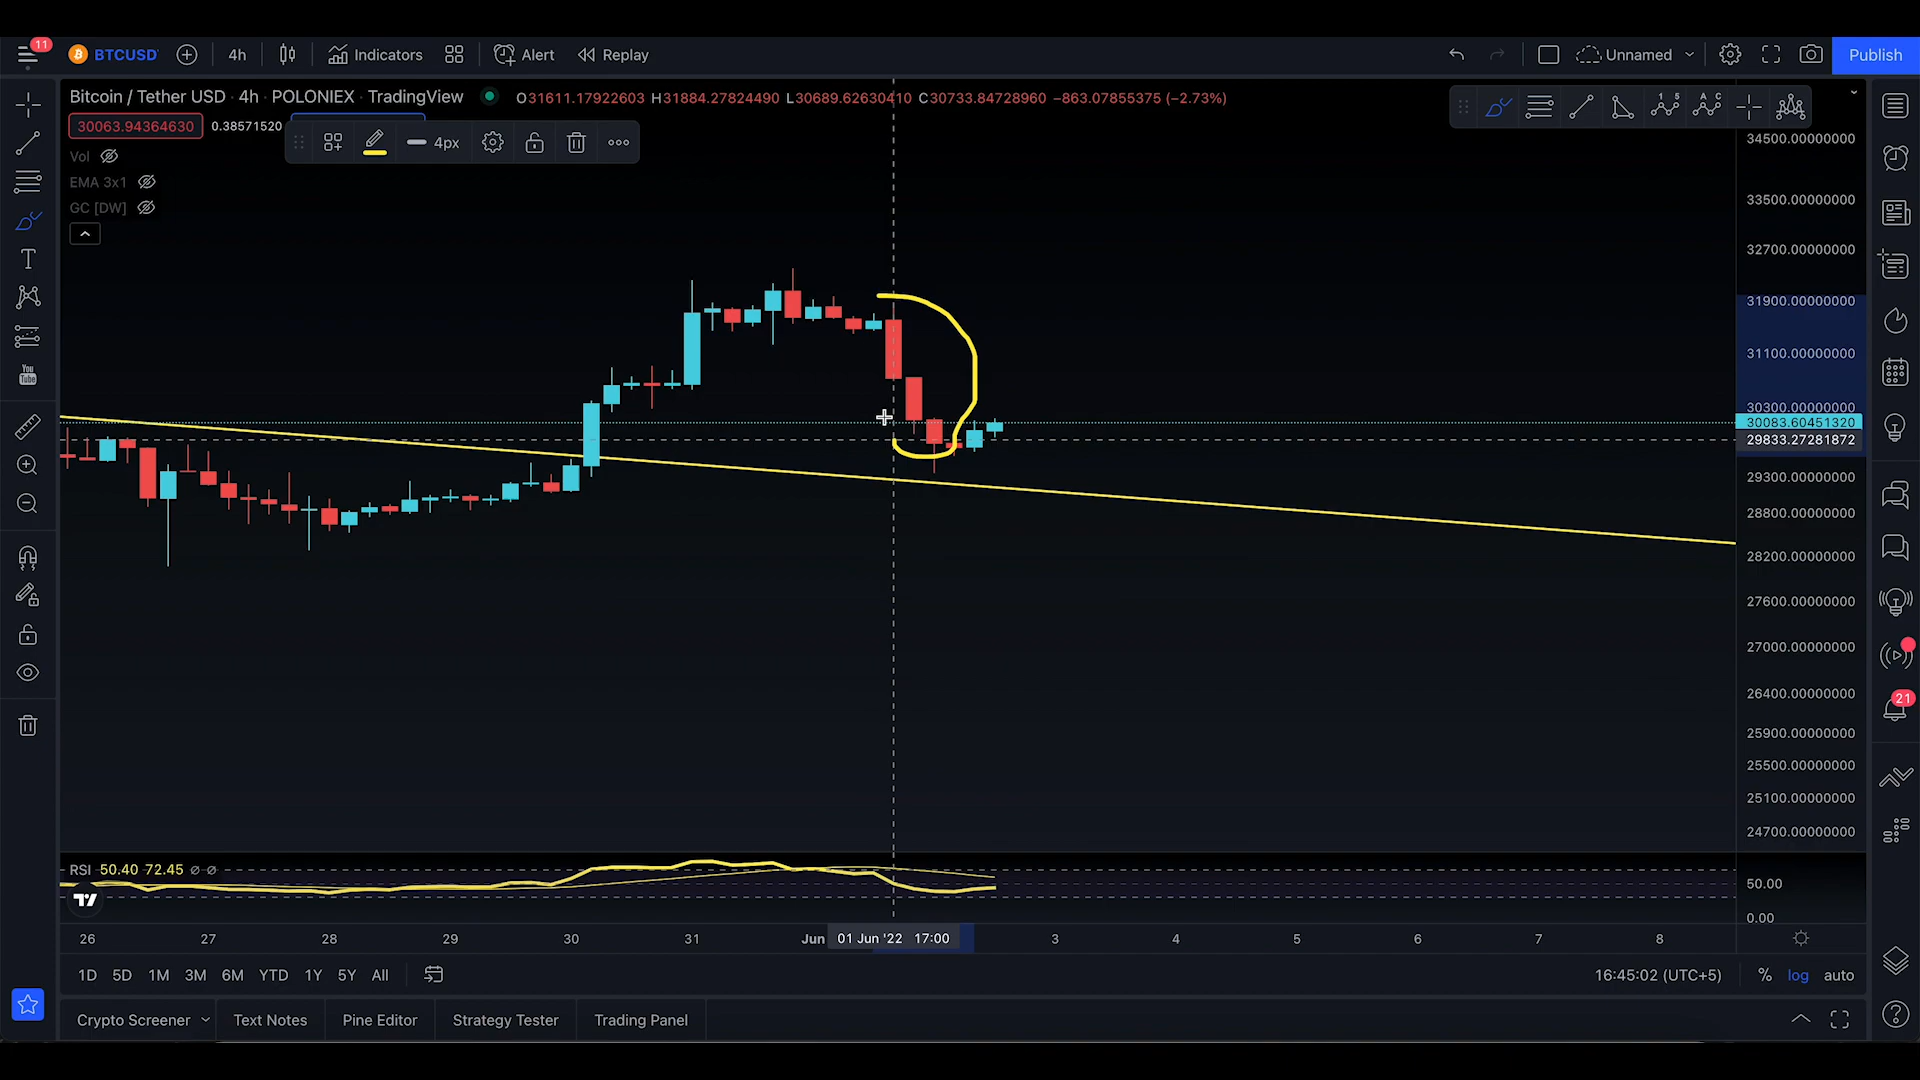 11 BTCUSD 4h Indicators Alert Replay Unnamed Publish
Bitcoin / Tether USD · 4h · POLONIEX · TradingView O31611.17922603 H31884.27824490 L30689.62630410 C30733.84728960 −863.07855375 (−2.73%)
30063.94364630 0.38571520
4px
Vol
EMA 3x1
GC [DW]
34500.00000000
33500.00000000
32700.00000000
31900.00000000
31100.00000000
30300.00000000
30083.60451320
29833.27281872
29300.00000000
28800.00000000
28200.00000000
27600.00000000
27000.00000000
26400.00000000
25900.00000000
25500.00000000
25100.00000000
24700.00000000
21
RSI 50.40 72.45 ∅ ∅
50.00
0.00
26 27 28 29 30 31 Jun 01 Jun '22 17:00 3 4 5 6 7 8
1D 5D 1M 3M 6M YTD 1Y 5Y All 16:45:02 (UTC+5) % log auto
Crypto Screener Text Notes Pine Editor Strategy Tester Trading Panel